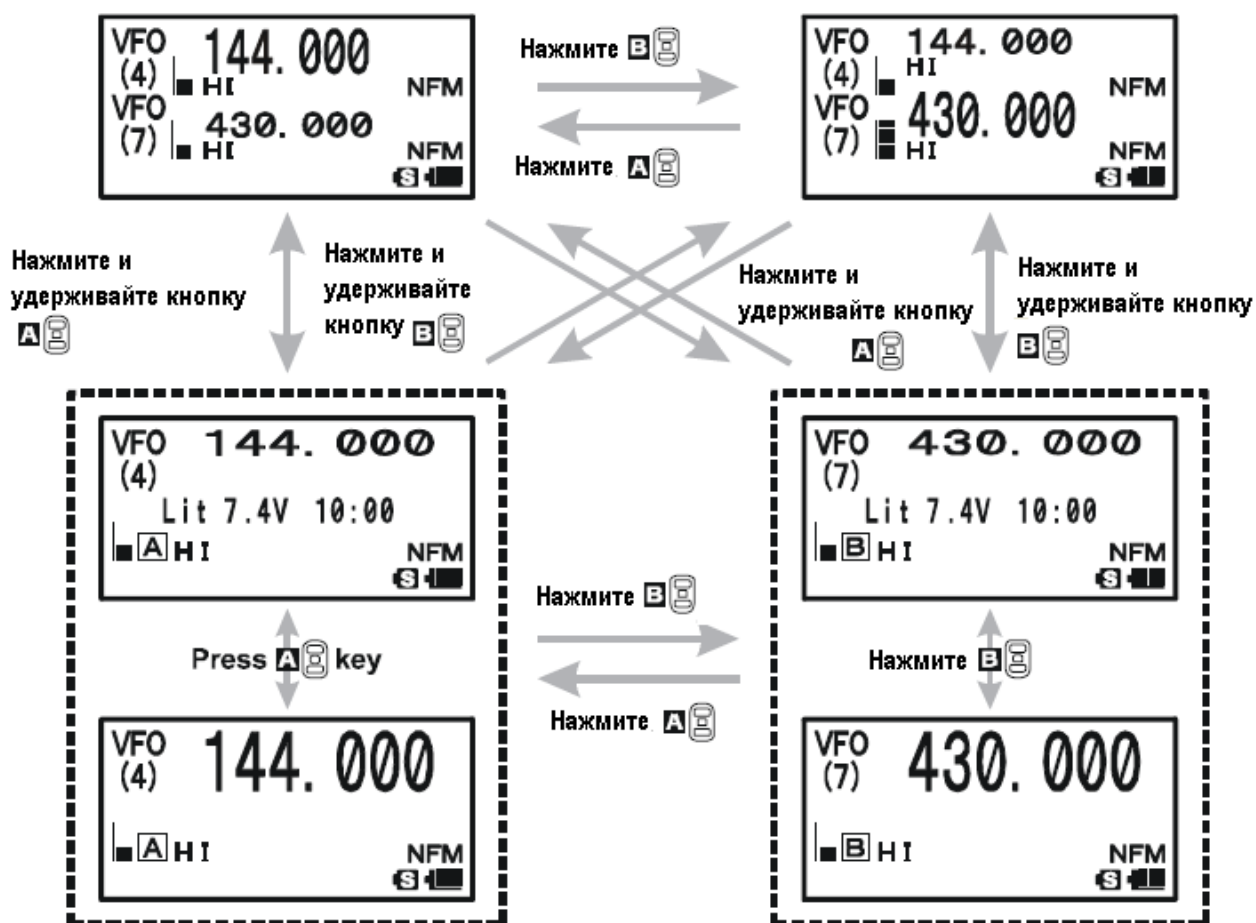 VFO 144.000
(4) HI NFM
VFO 430.000
(7) HI NFM
S
Нажмите B
Нажмите A
VFO 144.000
(4) HI NFM
VFO 430.000
(7) HI NFM
S
Нажмите и
удерживайте кнопку
A
Нажмите и
удерживайте
кнопку B
Нажмите и
удерживайте кнопку
A
Нажмите и
удерживайте кнопку
B
VFO 144.000
(4)
Lit 7.4V 10:00
A HI NFM
S
Press A key
VFO 144.000
(4)
A HI NFM
S
Нажмите B
Нажмите A
VFO 430.000
(7)
Lit 7.4V 10:00
B HI NFM
S
Нажмите B
VFO 430.000
(7)
B HI NFM
S